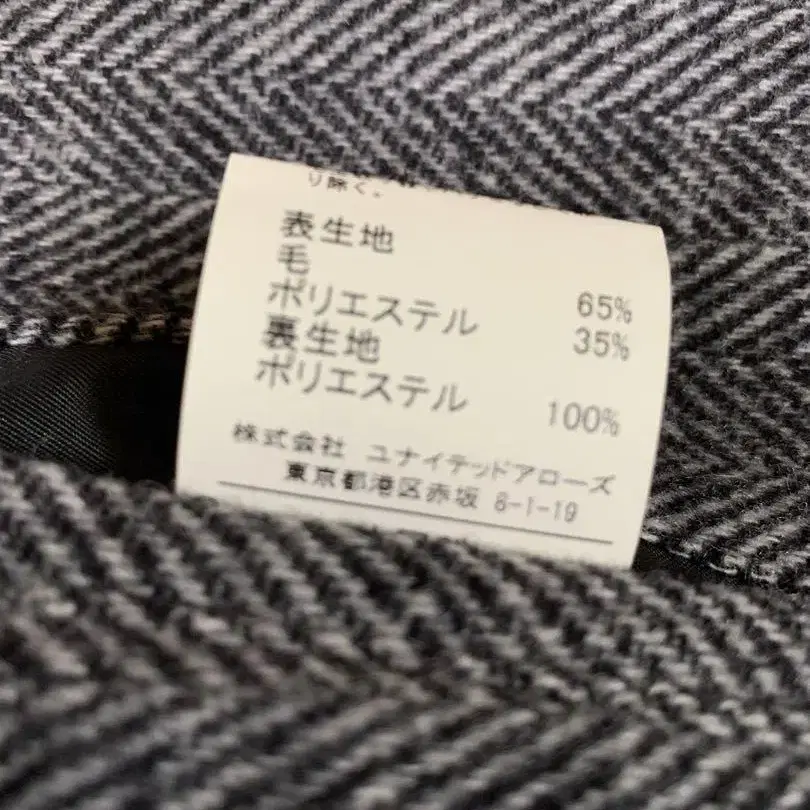 り除く。
表生地
毛 65%
ポリエステル 35%
裏生地
ポリエステル 100%
株式会社 ユナイテッドアローズ
東京都港区赤坂 8-1-19